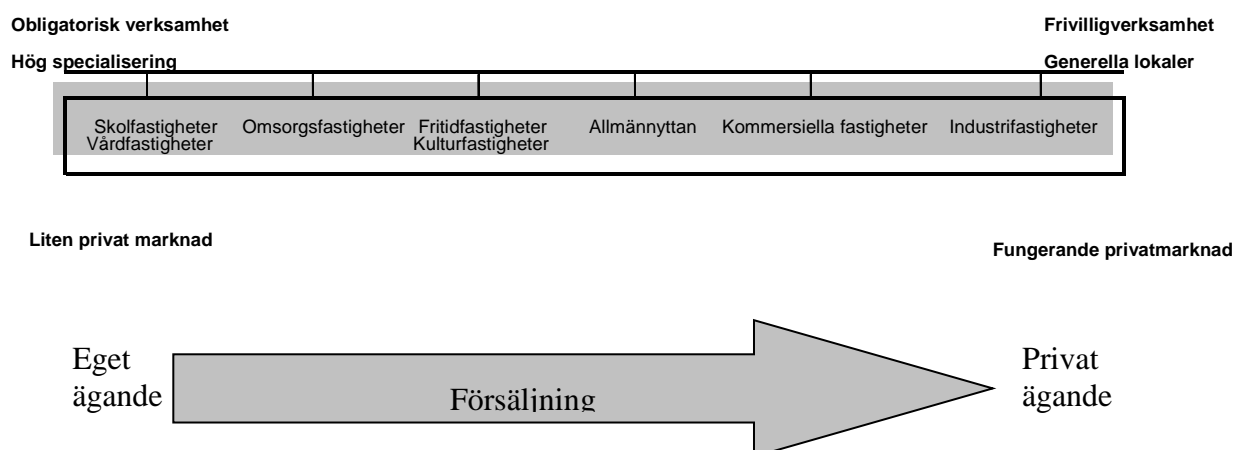 Obligatorisk verksamhet
Frivilligverksamhet
Hög specialisering
Generella lokaler
Skolfastigheter
Vårdfastigheter
Omsorgsfastigheter
Fritidfastigheter
Kulturfastigheter
Allmännyttan
Kommersiella fastigheter
Industrifastigheter
Liten privat marknad
Fungerande privatmarknad
Eget
ägande
Försäljning
Privat
ägande